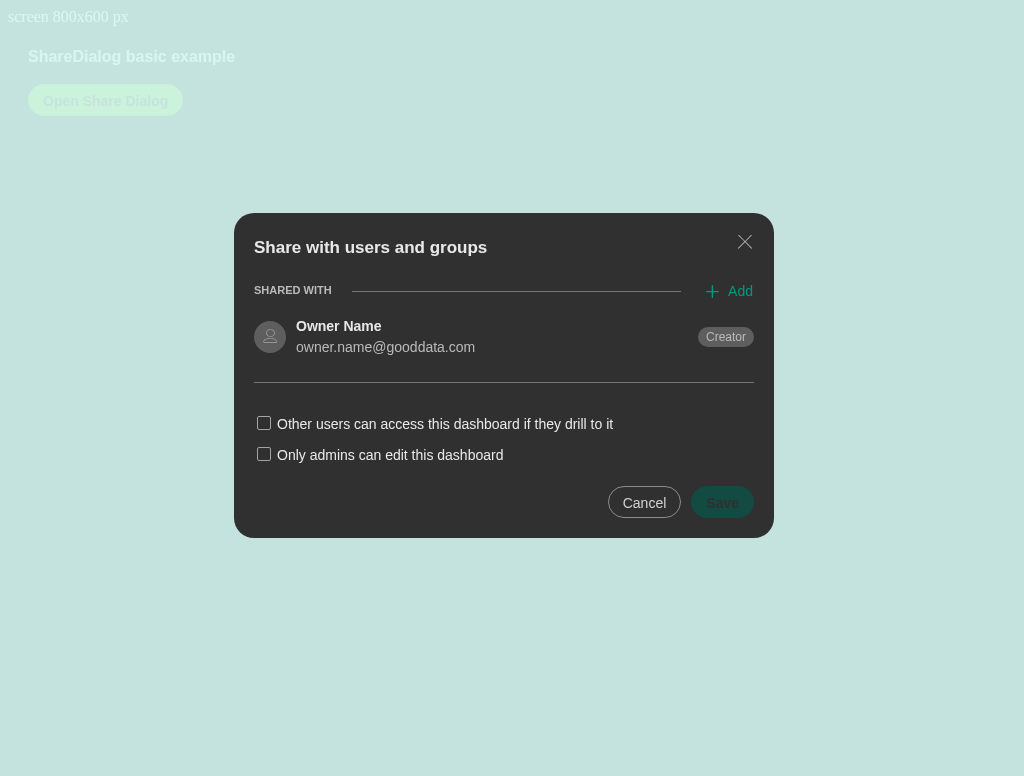 screen 800x600 px
ShareDialog basic example
Open Share Dialog
Share with users and groups
SHARED WITH
Add
Owner Name
owner.name@gooddata.com
Creator
Other users can access this dashboard if they drill to it
Only admins can edit this dashboard
Cancel
Save